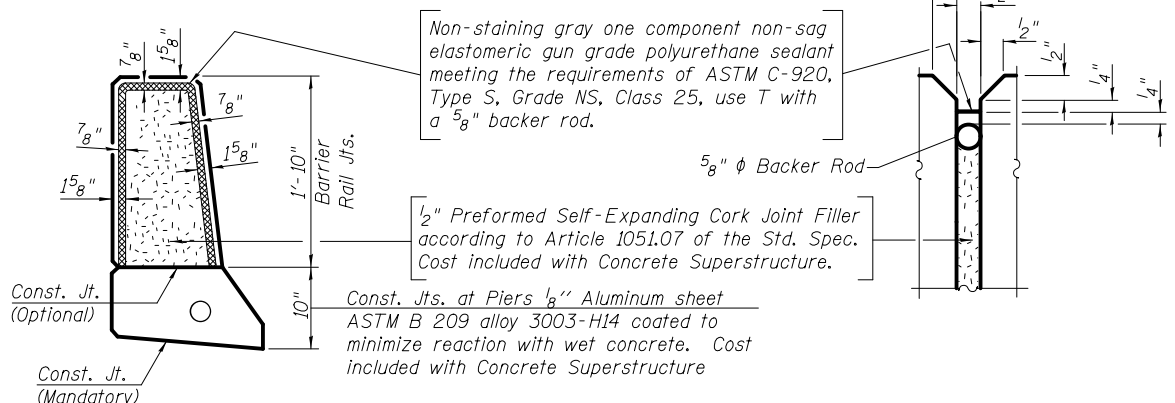 Non-staining gray one component non-sag
elastomeric gun grade polyurethane sealant
meeting the requirements of ASTM C-920,
Type S, Grade NS, Class 25, use T with
a 5/8" backer rod.
7/8"
1 5/8"
7/8"
7/8"
1 5/8"
1 5/8"
1'-10"
Barrier
Rail Jts.
1/2"
1/2"
1/4"
1/4"
5/8" φ Backer Rod
1/2" Preformed Self-Expanding Cork Joint Filler
according to Article 1051.07 of the Std. Spec.
Cost included with Concrete Superstructure.
Const. Jt.
(Optional)
10"
Const. Jts. at Piers 1/8'' Aluminum sheet
ASTM B 209 alloy 3003-H14 coated to
minimize reaction with wet concrete. Cost
included with Concrete Superstructure
Const. Jt.
(Mandatory)